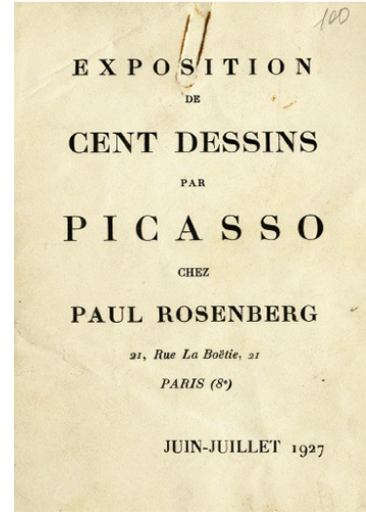 100
EXPOSITION
DE
CENT DESSINS
PAR
PICASSO
CHEZ
PAUL ROSENBERG
21, Rue La Boëtie, 21
PARIS (8ᵉ)
JUIN-JUILLET 1927